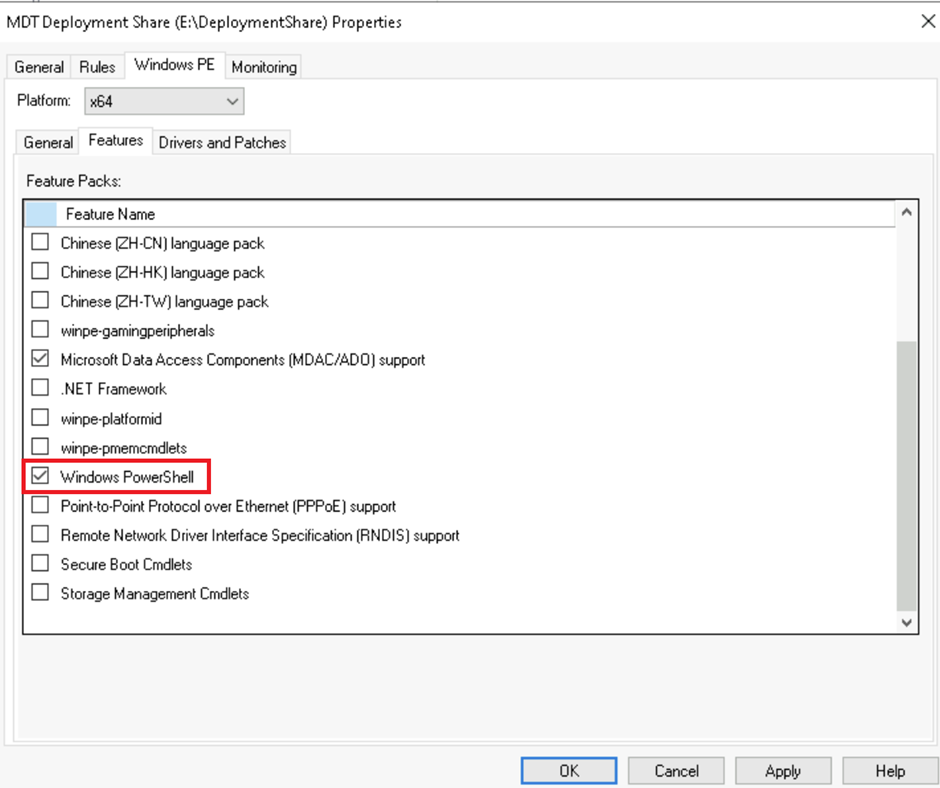 MDT Deployment Share (E:\DeploymentShare) Properties
General Rules Windows PE Monitoring
Platform: x64
General Features Drivers and Patches
Feature Packs:
Feature Name
Chinese (ZH-CN) language pack
Chinese (ZH-HK) language pack
Chinese (ZH-TW) language pack
winpe-gamingperipherals
Microsoft Data Access Components (MDAC/ADO) support
.NET Framework
winpe-platformid
winpe-pmemcmdlets
Windows PowerShell
Point-to-Point Protocol over Ethernet (PPPoE) support
Remote Network Driver Interface Specification (RNDIS) support
Secure Boot Cmdlets
Storage Management Cmdlets
OK Cancel Apply Help